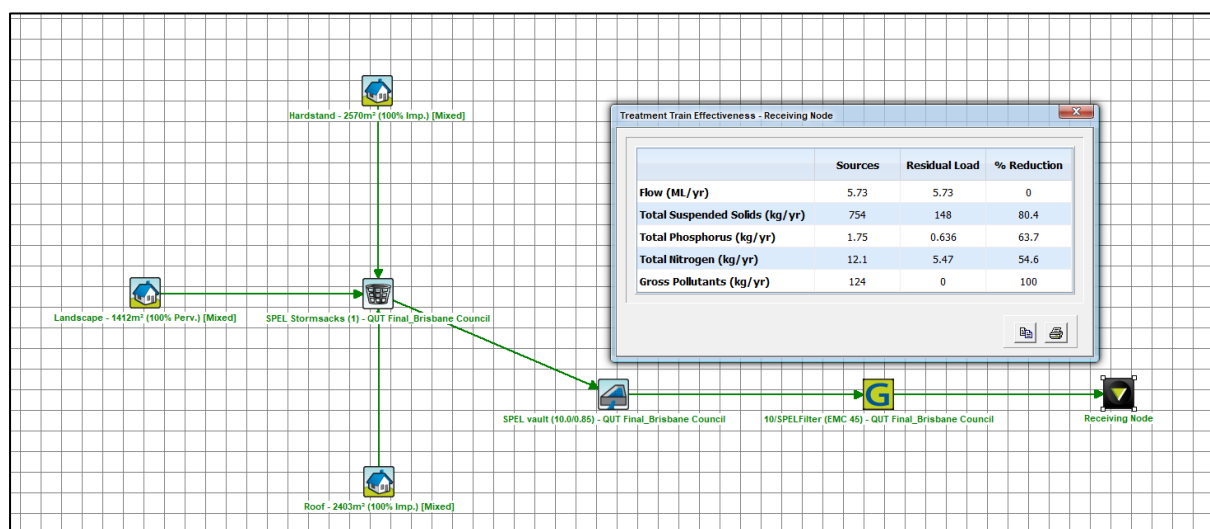 Hardstand - 2570m² (100% Imp.) [Mixed]
Landscape - 1412m² (100% Perv.) [Mixed]
SPEL Stormsacks (1) - QUT Final_Brisbane Council
Roof - 2403m² (100% Imp.) [Mixed]
SPEL vault (10.0/0.85) - QUT Final_Brisbane Council
10/SPELFilter (EMC 45) - QUT Final_Brisbane Council
G
Receiving Node
Treatment Train Effectiveness - Receiving Node
Sources Residual Load % Reduction
Flow (ML/yr) 5.73 5.73 0
Total Suspended Solids (kg/yr) 754 148 80.4
Total Phosphorus (kg/yr) 1.75 0.636 63.7
Total Nitrogen (kg/yr) 12.1 5.47 54.6
Gross Pollutants (kg/yr) 124 0 100